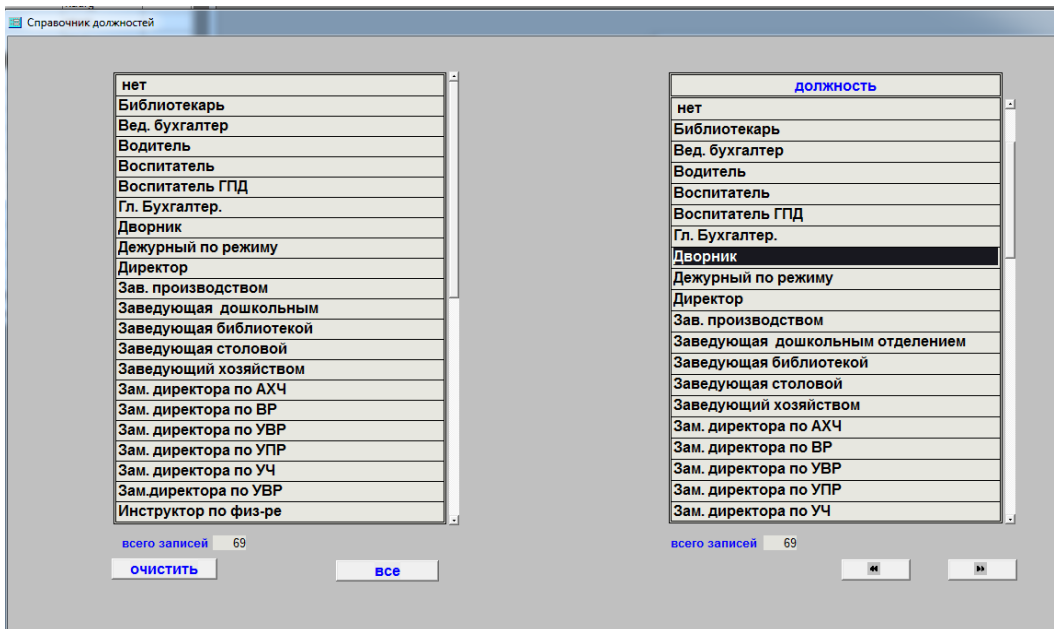 Справочник должностей
нет
Библиотекарь
Вед. бухгалтер
Водитель
Воспитатель
Воспитатель ГПД
Гл. Бухгалтер.
Дворник
Дежурный по режиму
Директор
Зав. производством
Заведующая  дошкольным
Заведующая библиотекой
Заведующая столовой
Заведующий хозяйством
Зам. директора по АХЧ
Зам. директора по ВР
Зам. директора по УВР
Зам. директора по УПР
Зам. директора по УЧ
Зам.директора по УВР
Инструктор по физ-ре
всего записей 69
очистить
все
должность
нет
Библиотекарь
Вед. бухгалтер
Водитель
Воспитатель
Воспитатель ГПД
Гл. Бухгалтер.
Дворник
Дежурный по режиму
Директор
Зав. производством
Заведующая  дошкольным отделением
Заведующая библиотекой
Заведующая столовой
Заведующий хозяйством
Зам. директора по АХЧ
Зам. директора по ВР
Зам. директора по УВР
Зам. директора по УПР
Зам. директора по УЧ
всего записей 69